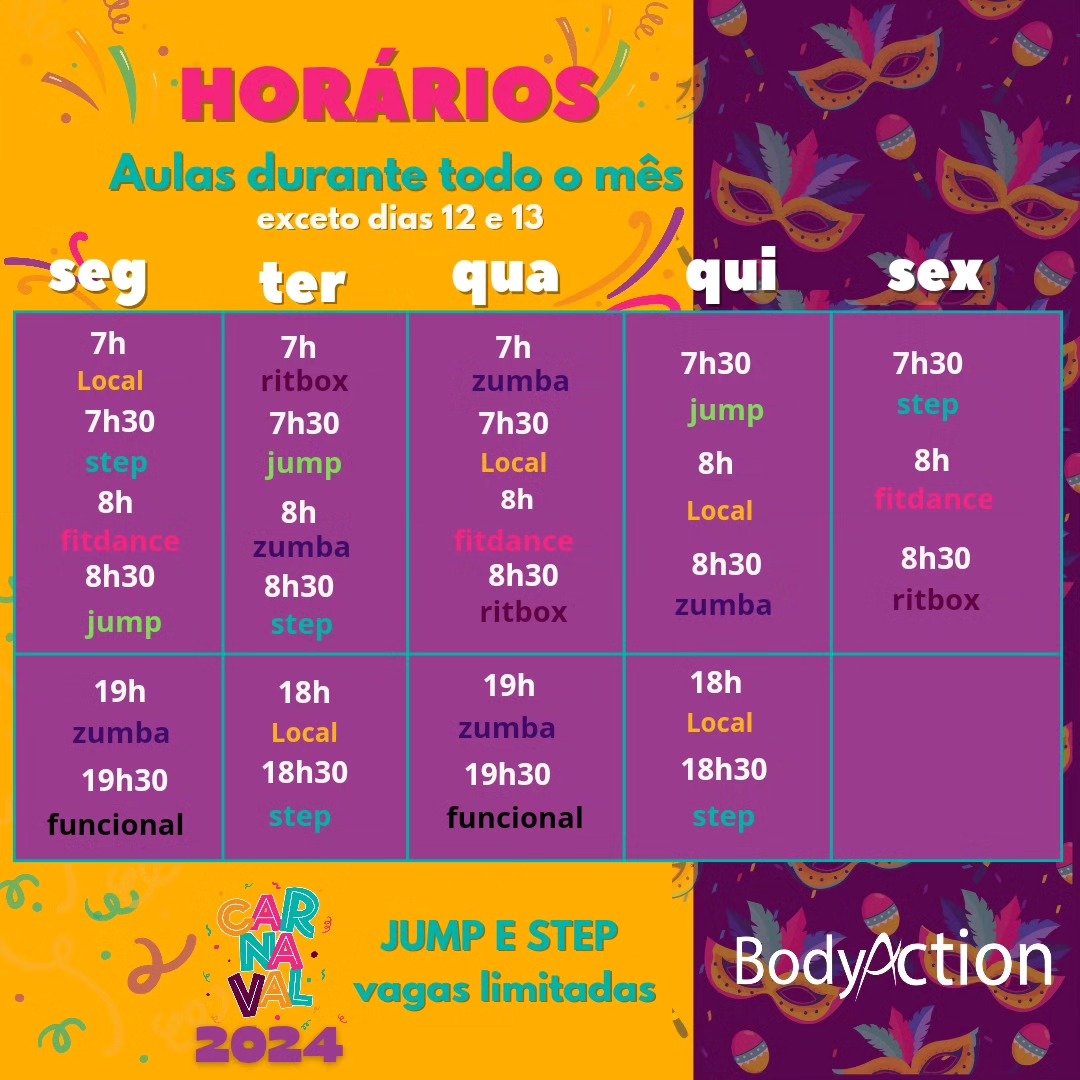 HORÁRIOS
Aulas durante todo o mês
exceto dias 12 e 13
seg
ter
qua
qui
sex
7h
Local
7h30
step
8h
fitdance
8h30
jump
7h
ritbox
7h30
jump
8h
zumba
8h30
step
7h
zumba
7h30
Local
8h
fitdance
8h30
ritbox
7h30
jump
8h
Local
8h30
zumba
7h30
step
8h
fitdance
8h30
ritbox
19h
zumba
19h30
funcional
18h
Local
18h30
step
19h
zumba
19h30
funcional
18h
Local
18h30
step
CAR
NA
VAL
2024
JUMP E STEP
vagas limitadas
BodyAction